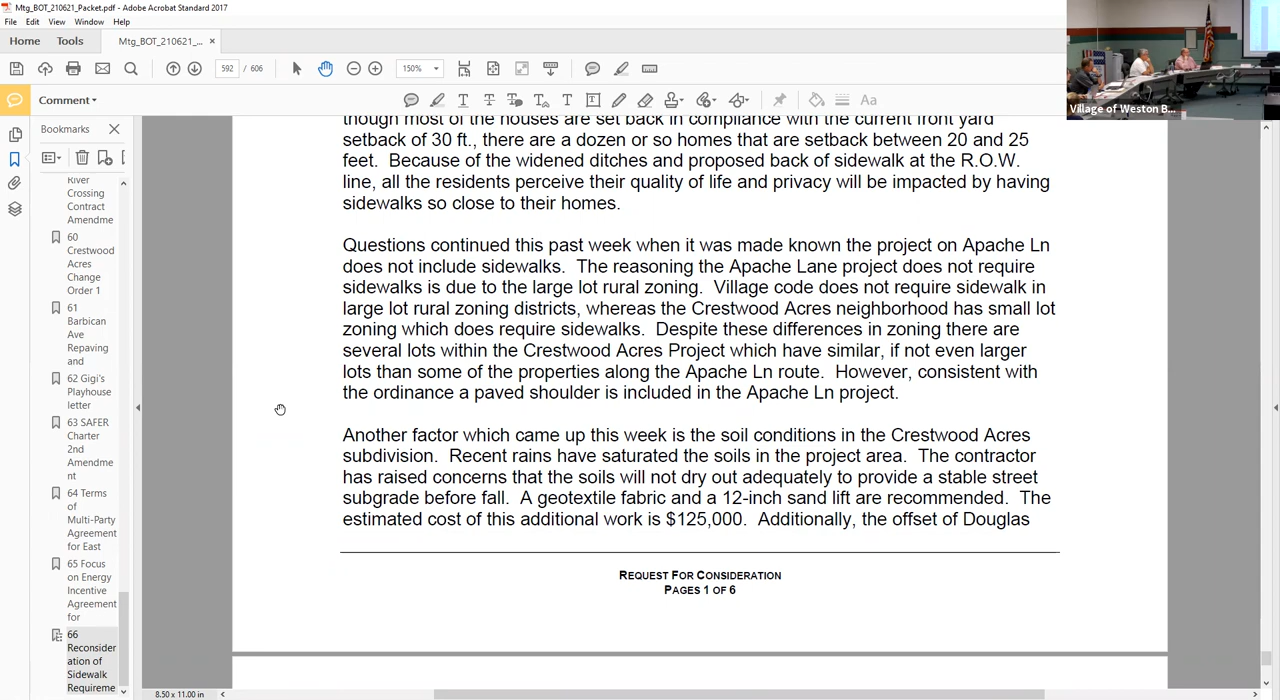 Mtg_BOT_210621_Packet.pdf - Adobe Acrobat Standard 2017
File Edit View Window Help
Home Tools Mtg_BOT_210621_... ×
592 / 606 150%
Comment
Aa
Bookmarks
River
Crossing
Contract
Amendme
60
Crestwood
Acres
Change
Order 1
61
Barbican
Ave
Repaving
and
62 Gigi's
Playhouse
letter
63 SAFER
Charter
2nd
Amendme
nt
64 Terms
of
Multi-Party
Agreement
for East
65 Focus
on Energy
Incentive
Agreement
for
66
Reconsider
ation of
Sidewalk
Requireme
though most of the houses are set back in compliance with the current front yard
setback of 30 ft., there are a dozen or so homes that are setback between 20 and 25
feet. Because of the widened ditches and proposed back of sidewalk at the R.O.W.
line, all the residents perceive their quality of life and privacy will be impacted by having
sidewalks so close to their homes.
Questions continued this past week when it was made known the project on Apache Ln
does not include sidewalks. The reasoning the Apache Lane project does not require
sidewalks is due to the large lot rural zoning. Village code does not require sidewalk in
large lot rural zoning districts, whereas the Crestwood Acres neighborhood has small lot
zoning which does require sidewalks. Despite these differences in zoning there are
several lots within the Crestwood Acres Project which have similar, if not even larger
lots than some of the properties along the Apache Ln route. However, consistent with
the ordinance a paved shoulder is included in the Apache Ln project.
Another factor which came up this week is the soil conditions in the Crestwood Acres
subdivision. Recent rains have saturated the soils in the project area. The contractor
has raised concerns that the soils will not dry out adequately to provide a stable street
subgrade before fall. A geotextile fabric and a 12-inch sand lift are recommended. The
estimated cost of this additional work is $125,000. Additionally, the offset of Douglas
REQUEST FOR CONSIDERATION
PAGES 1 OF 6
8.50 x 11.00 in
Village of Weston B...